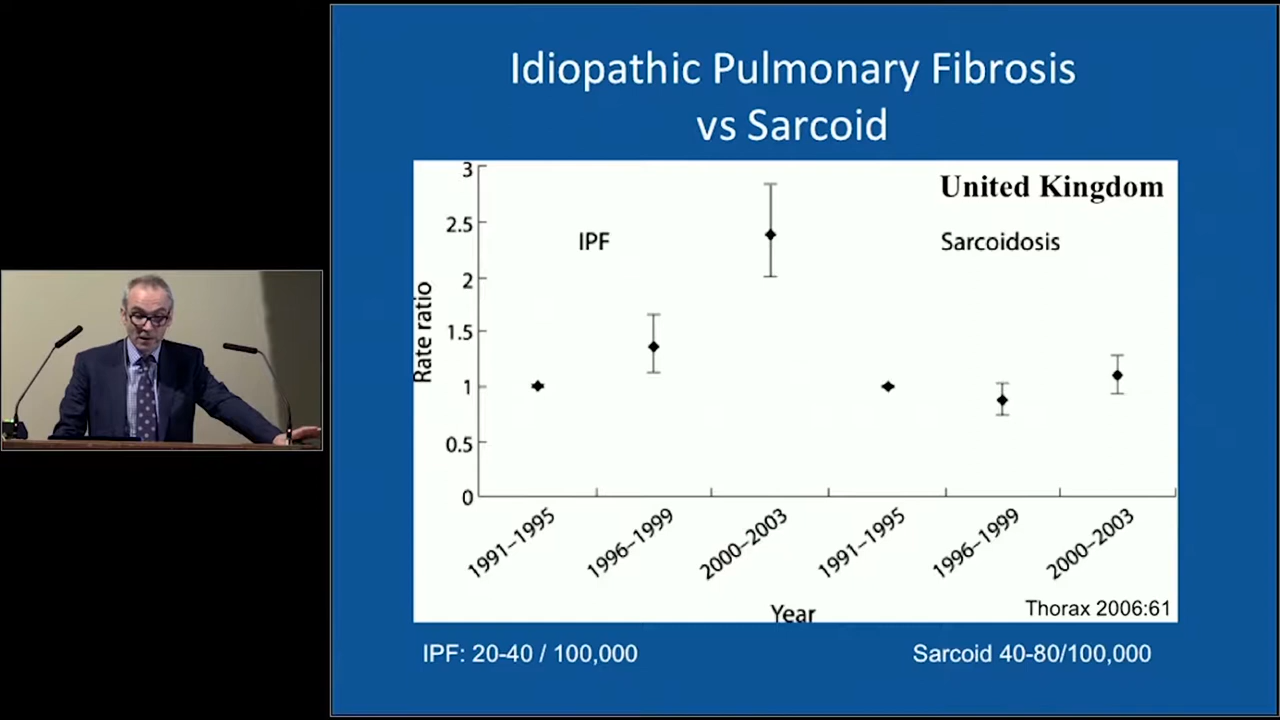 Idiopathic Pulmonary Fibrosis
vs Sarcoid
United Kingdom
IPF
Sarcoidosis
Rate ratio
3
2.5
2
1.5
1
0.5
0
1991–1995
1996–1999
2000–2003
1991–1995
1996–1999
2000–2003
Year
Thorax 2006:61
IPF: 20-40 / 100,000
Sarcoid 40-80/100,000